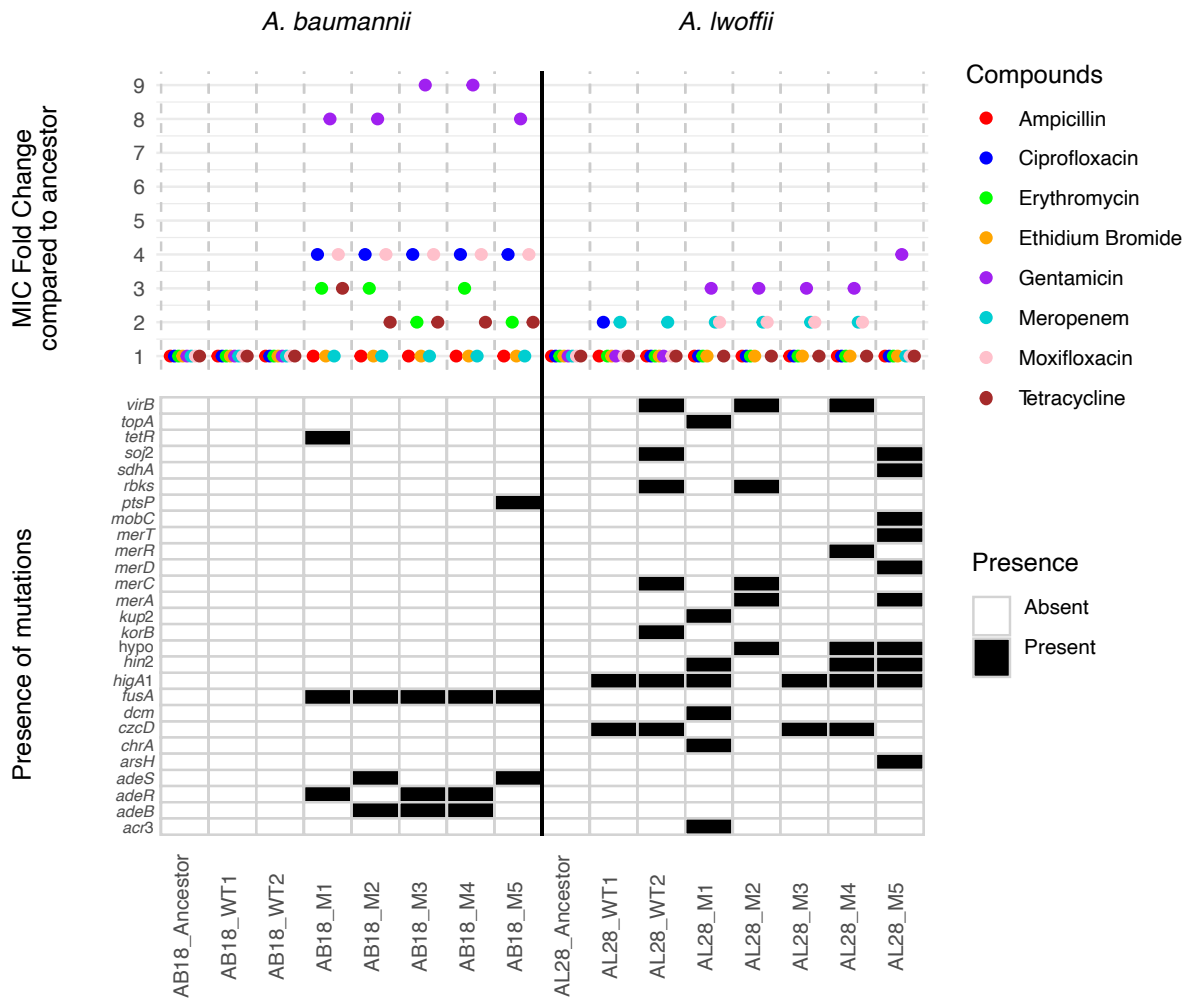 A. baumannii
A. lwoffii
MIC Fold Change
compared to ancestor
9
8
7
6
5
4
3
2
1
Compounds
Ampicillin
Ciprofloxacin
Erythromycin
Ethidium Bromide
Gentamicin
Meropenem
Moxifloxacin
Tetracycline
Presence of mutations
virB
topA
tetR
soj2
sdhA
rbks
ptsP
mobC
merT
merR
merD
merC
merA
kup2
korB
hypo
hin2
higA1
fusA
dcm
czcD
chrA
arsH
adeS
adeR
adeB
acr3
Presence
Absent
Present
AB18_Ancestor
AB18_WT1
AB18_WT2
AB18_M1
AB18_M2
AB18_M3
AB18_M4
AB18_M5
AL28_Ancestor
AL28_WT1
AL28_WT2
AL28_M1
AL28_M2
AL28_M3
AL28_M4
AL28_M5